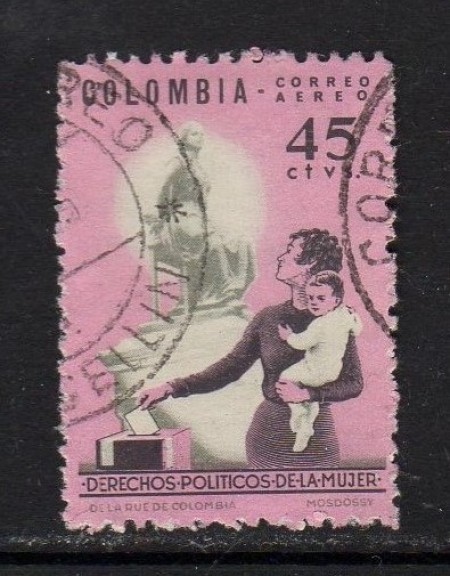 COLOMBIA - CORREO
AEREO
45
ctvs.
·DERECHOS·POLITICOS·DE·LA·MUJER·
DE LA RUE DE COLOMBIA MOSDOSSY